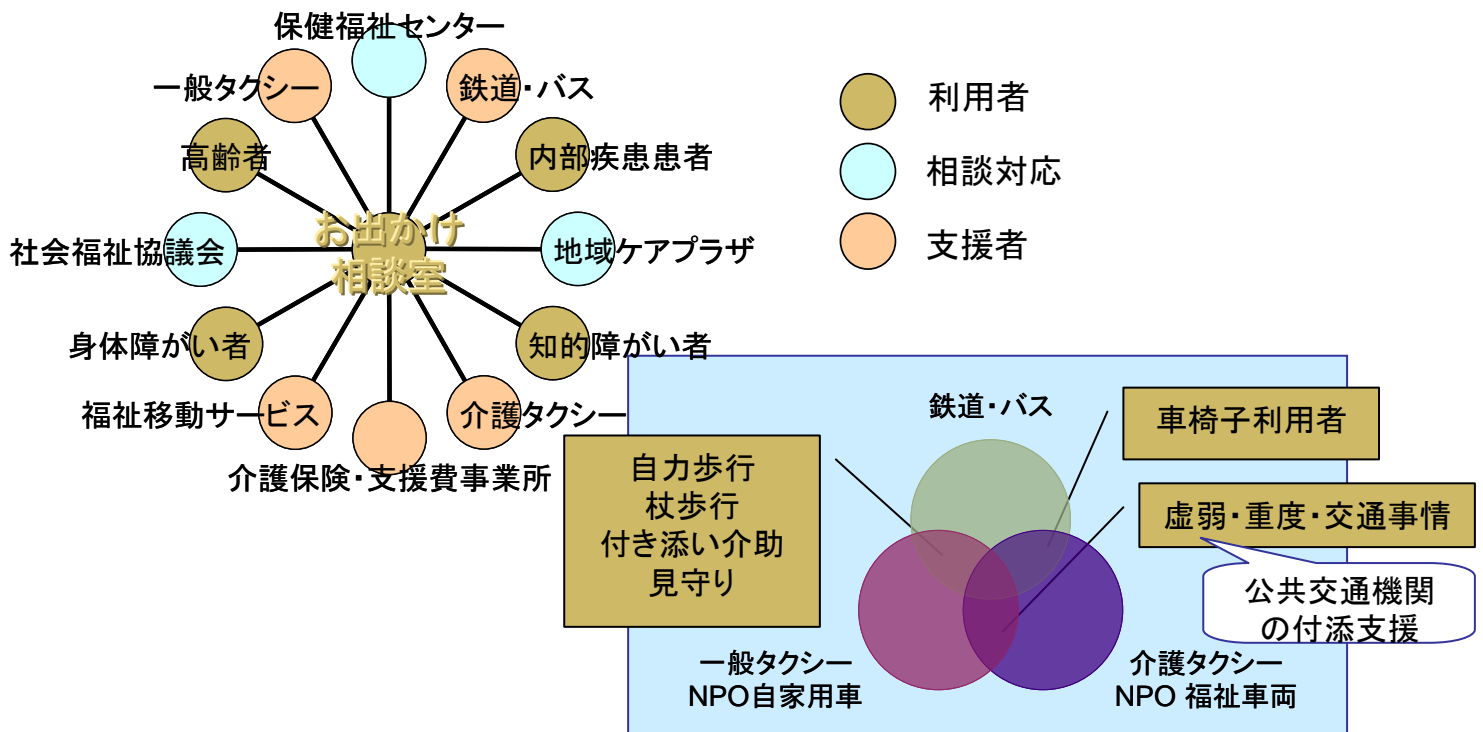 保健福祉センター
一般タクシー
鉄道・バス
高齢者
内部疾患患者
お出かけ
相談室
社会福祉協議会
地域ケアプラザ
身体障がい者
知的障がい者
福祉移動サービス
介護タクシー
介護保険・支援費事業所
利用者
相談対応
支援者
鉄道・バス
車椅子利用者
自力歩行
杖歩行
付き添い介助
見守り
虚弱・重度・交通事情
公共交通機関
の付添支援
一般タクシー
NPO自家用車
介護タクシー
NPO 福祉車両